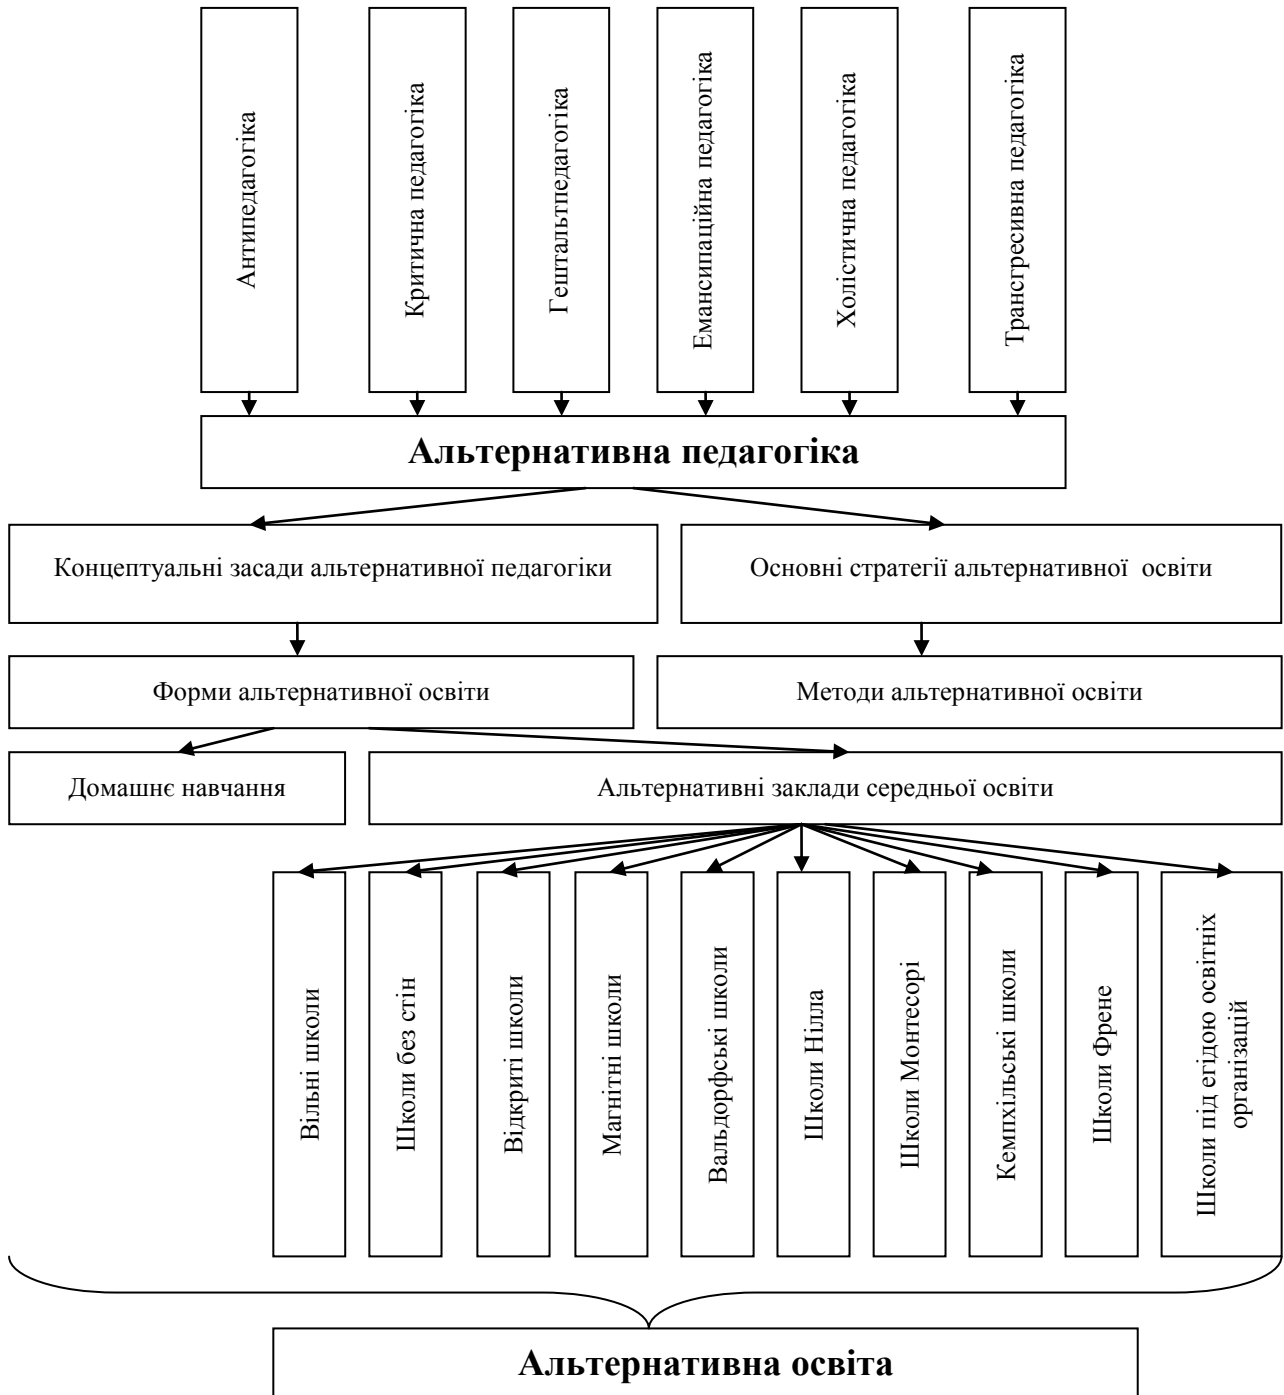 Антипедагогіка
Критична педагогіка
Гештальтпедагогіка
Емансипаційна педагогіка
Холістична педагогіка
Трансгресивна педагогіка
Альтернативна педагогіка
Концептуальні засади альтернативної педагогіки
Основні стратегії альтернативної освіти
Форми альтернативної освіти
Методи альтернативної освіти
Домашнє навчання
Альтернативні заклади середньої освіти
Вільні школи
Школи без стін
Відкриті школи
Магнітні школи
Вальдорфські школи
Школи Нілла
Школи Монтесорі
Кемпхільські школи
Школи Френе
Школи під егідою освітніх
організацій
Альтернативна освіта